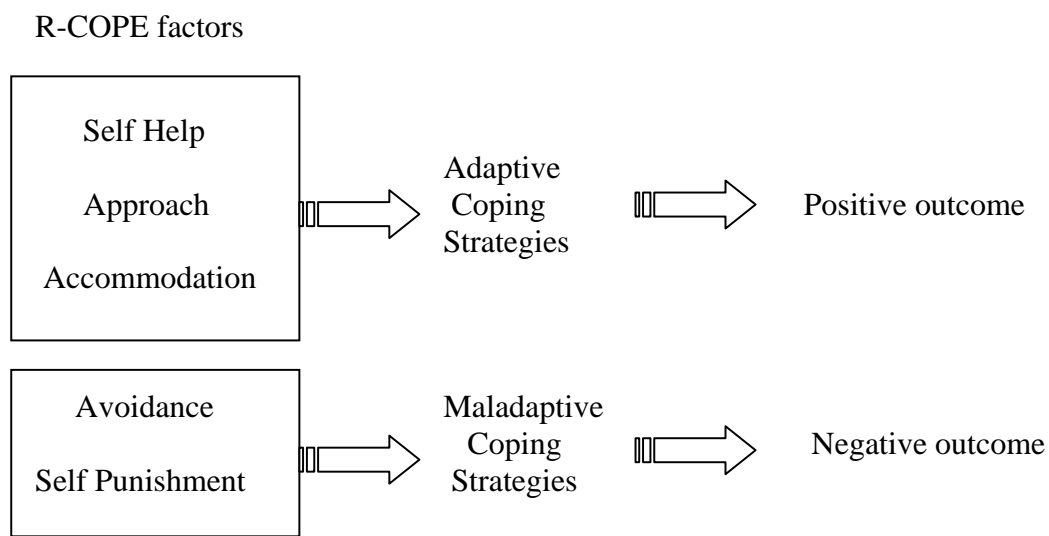 R-COPE factors
Self Help
Approach
Accommodation
Adaptive
Coping
Strategies
Positive outcome
Avoidance
Self Punishment
Maladaptive
Coping
Strategies
Negative outcome